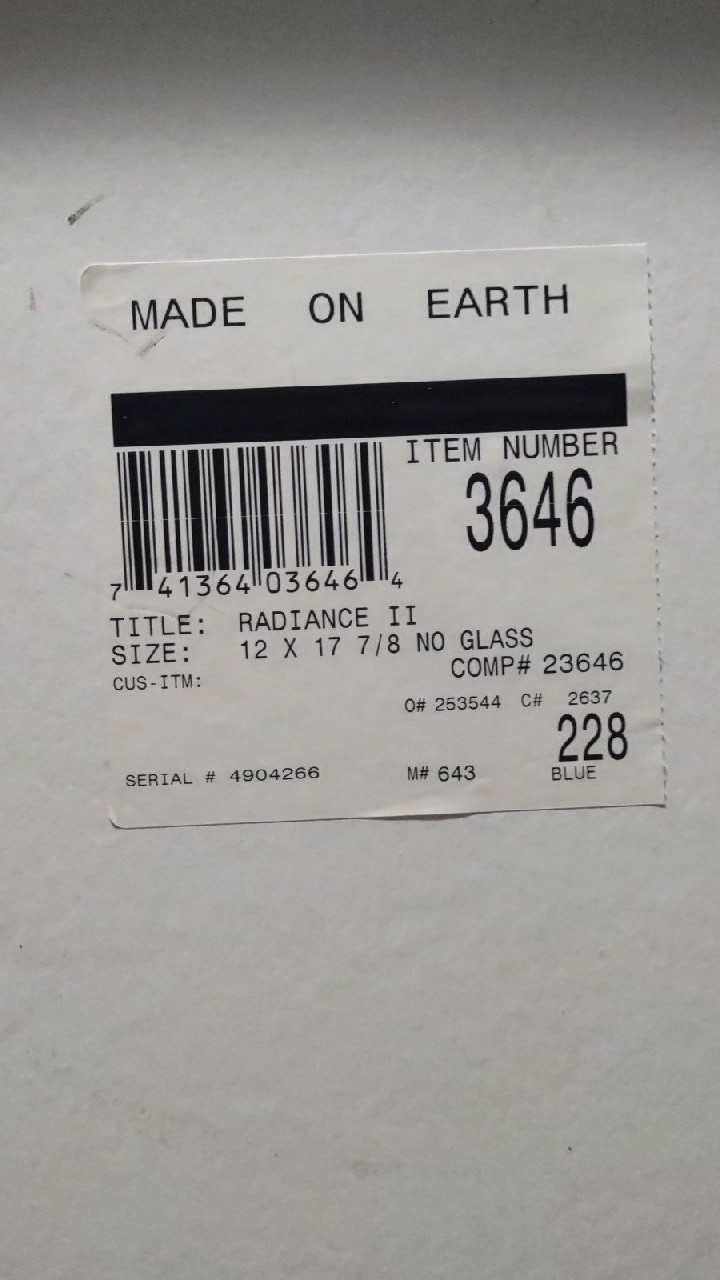 MADE ON EARTH
ITEM NUMBER
3646
7 41364 03646 4
TITLE: RADIANCE II
SIZE: 12 X 17 7/8 NO GLASS
COMP# 23646
CUS-ITM:
O# 253544 C# 2637
228
SERIAL # 4904266 M# 643 BLUE